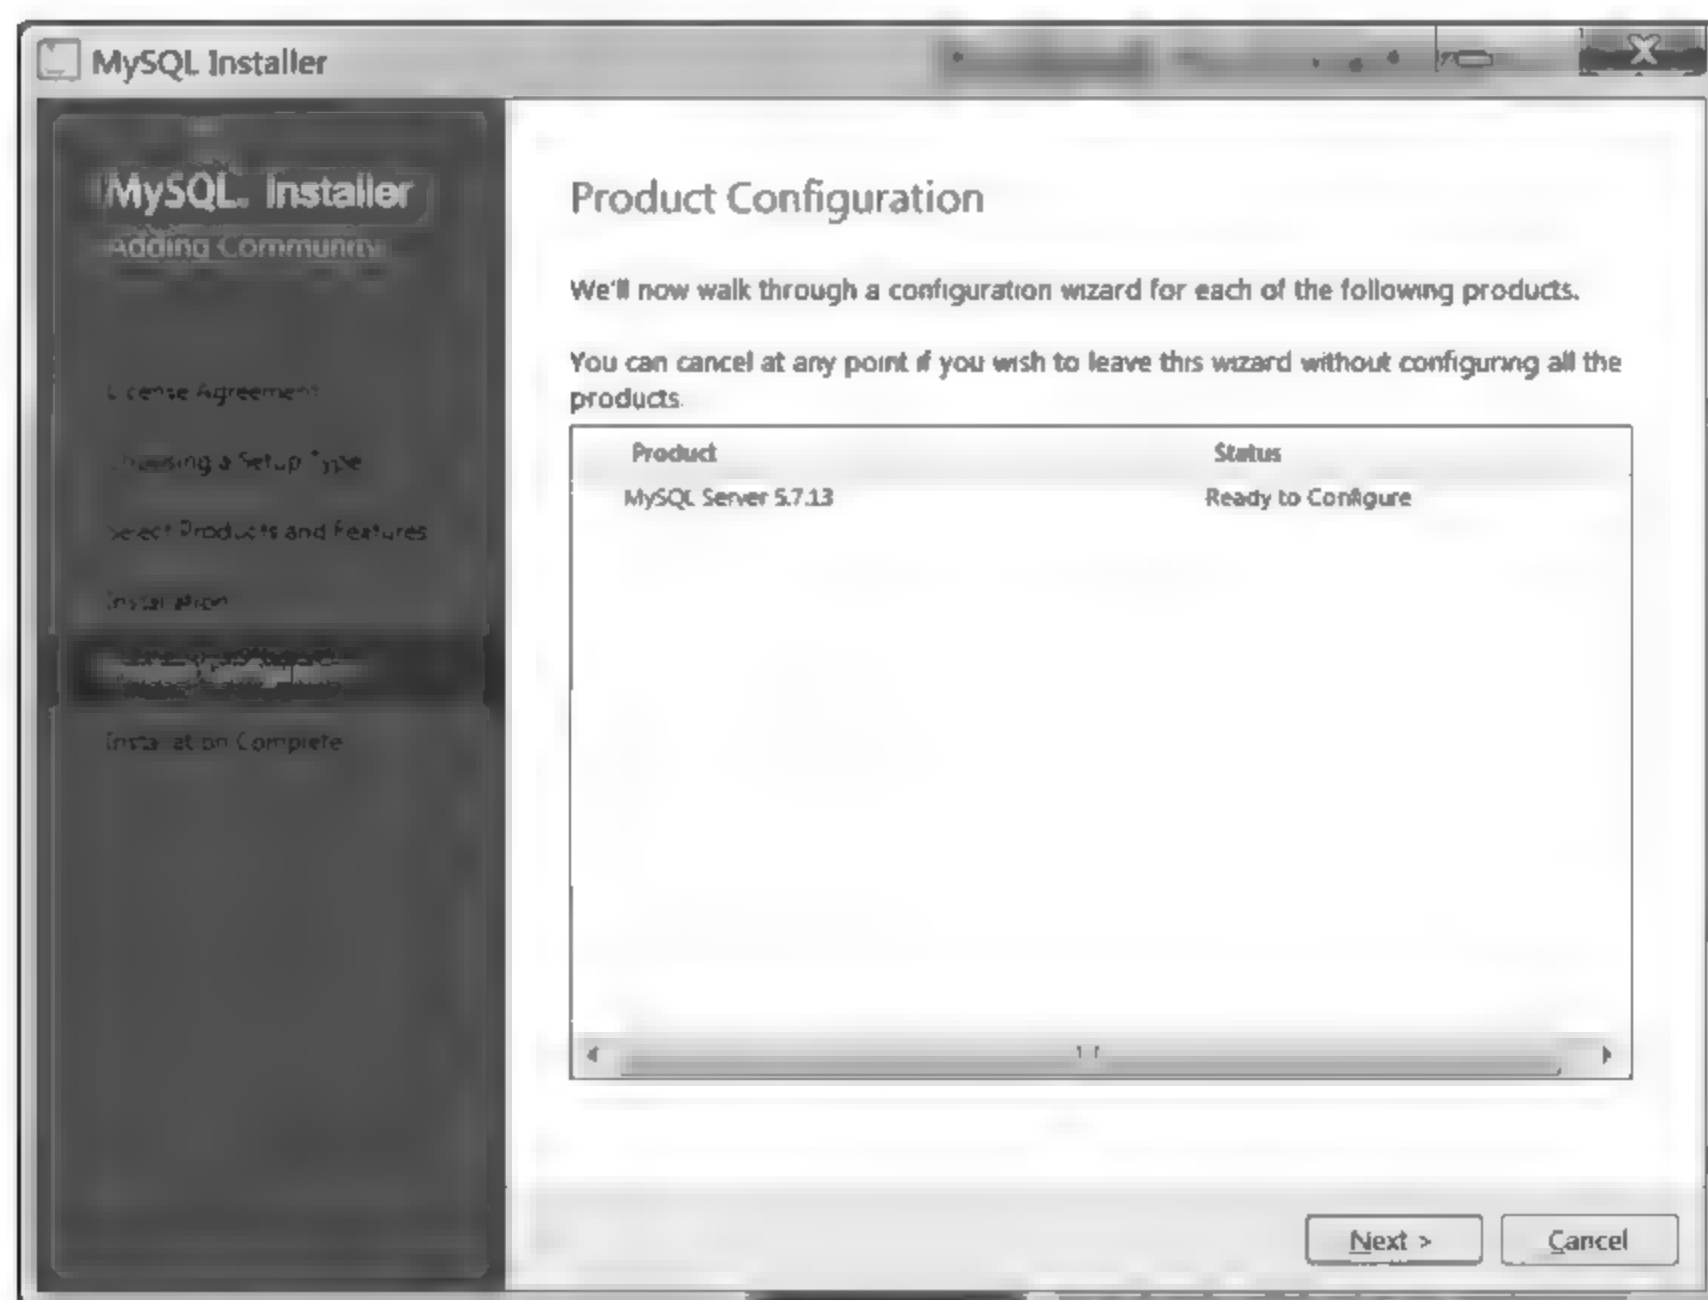 MySQL Installer
MySQL. Installer
Adding Community
License Agreement
Choosing a Setup Type
Select Products and Features
Installation
Installation Complete
Product Configuration
We'll now walk through a configuration wizard for each of the following products.
You can cancel at any point if you wish to leave this wizard without configuring all the
products.
Product Status
MySQL Server 5.7.13 Ready to Configure
Next > Cancel